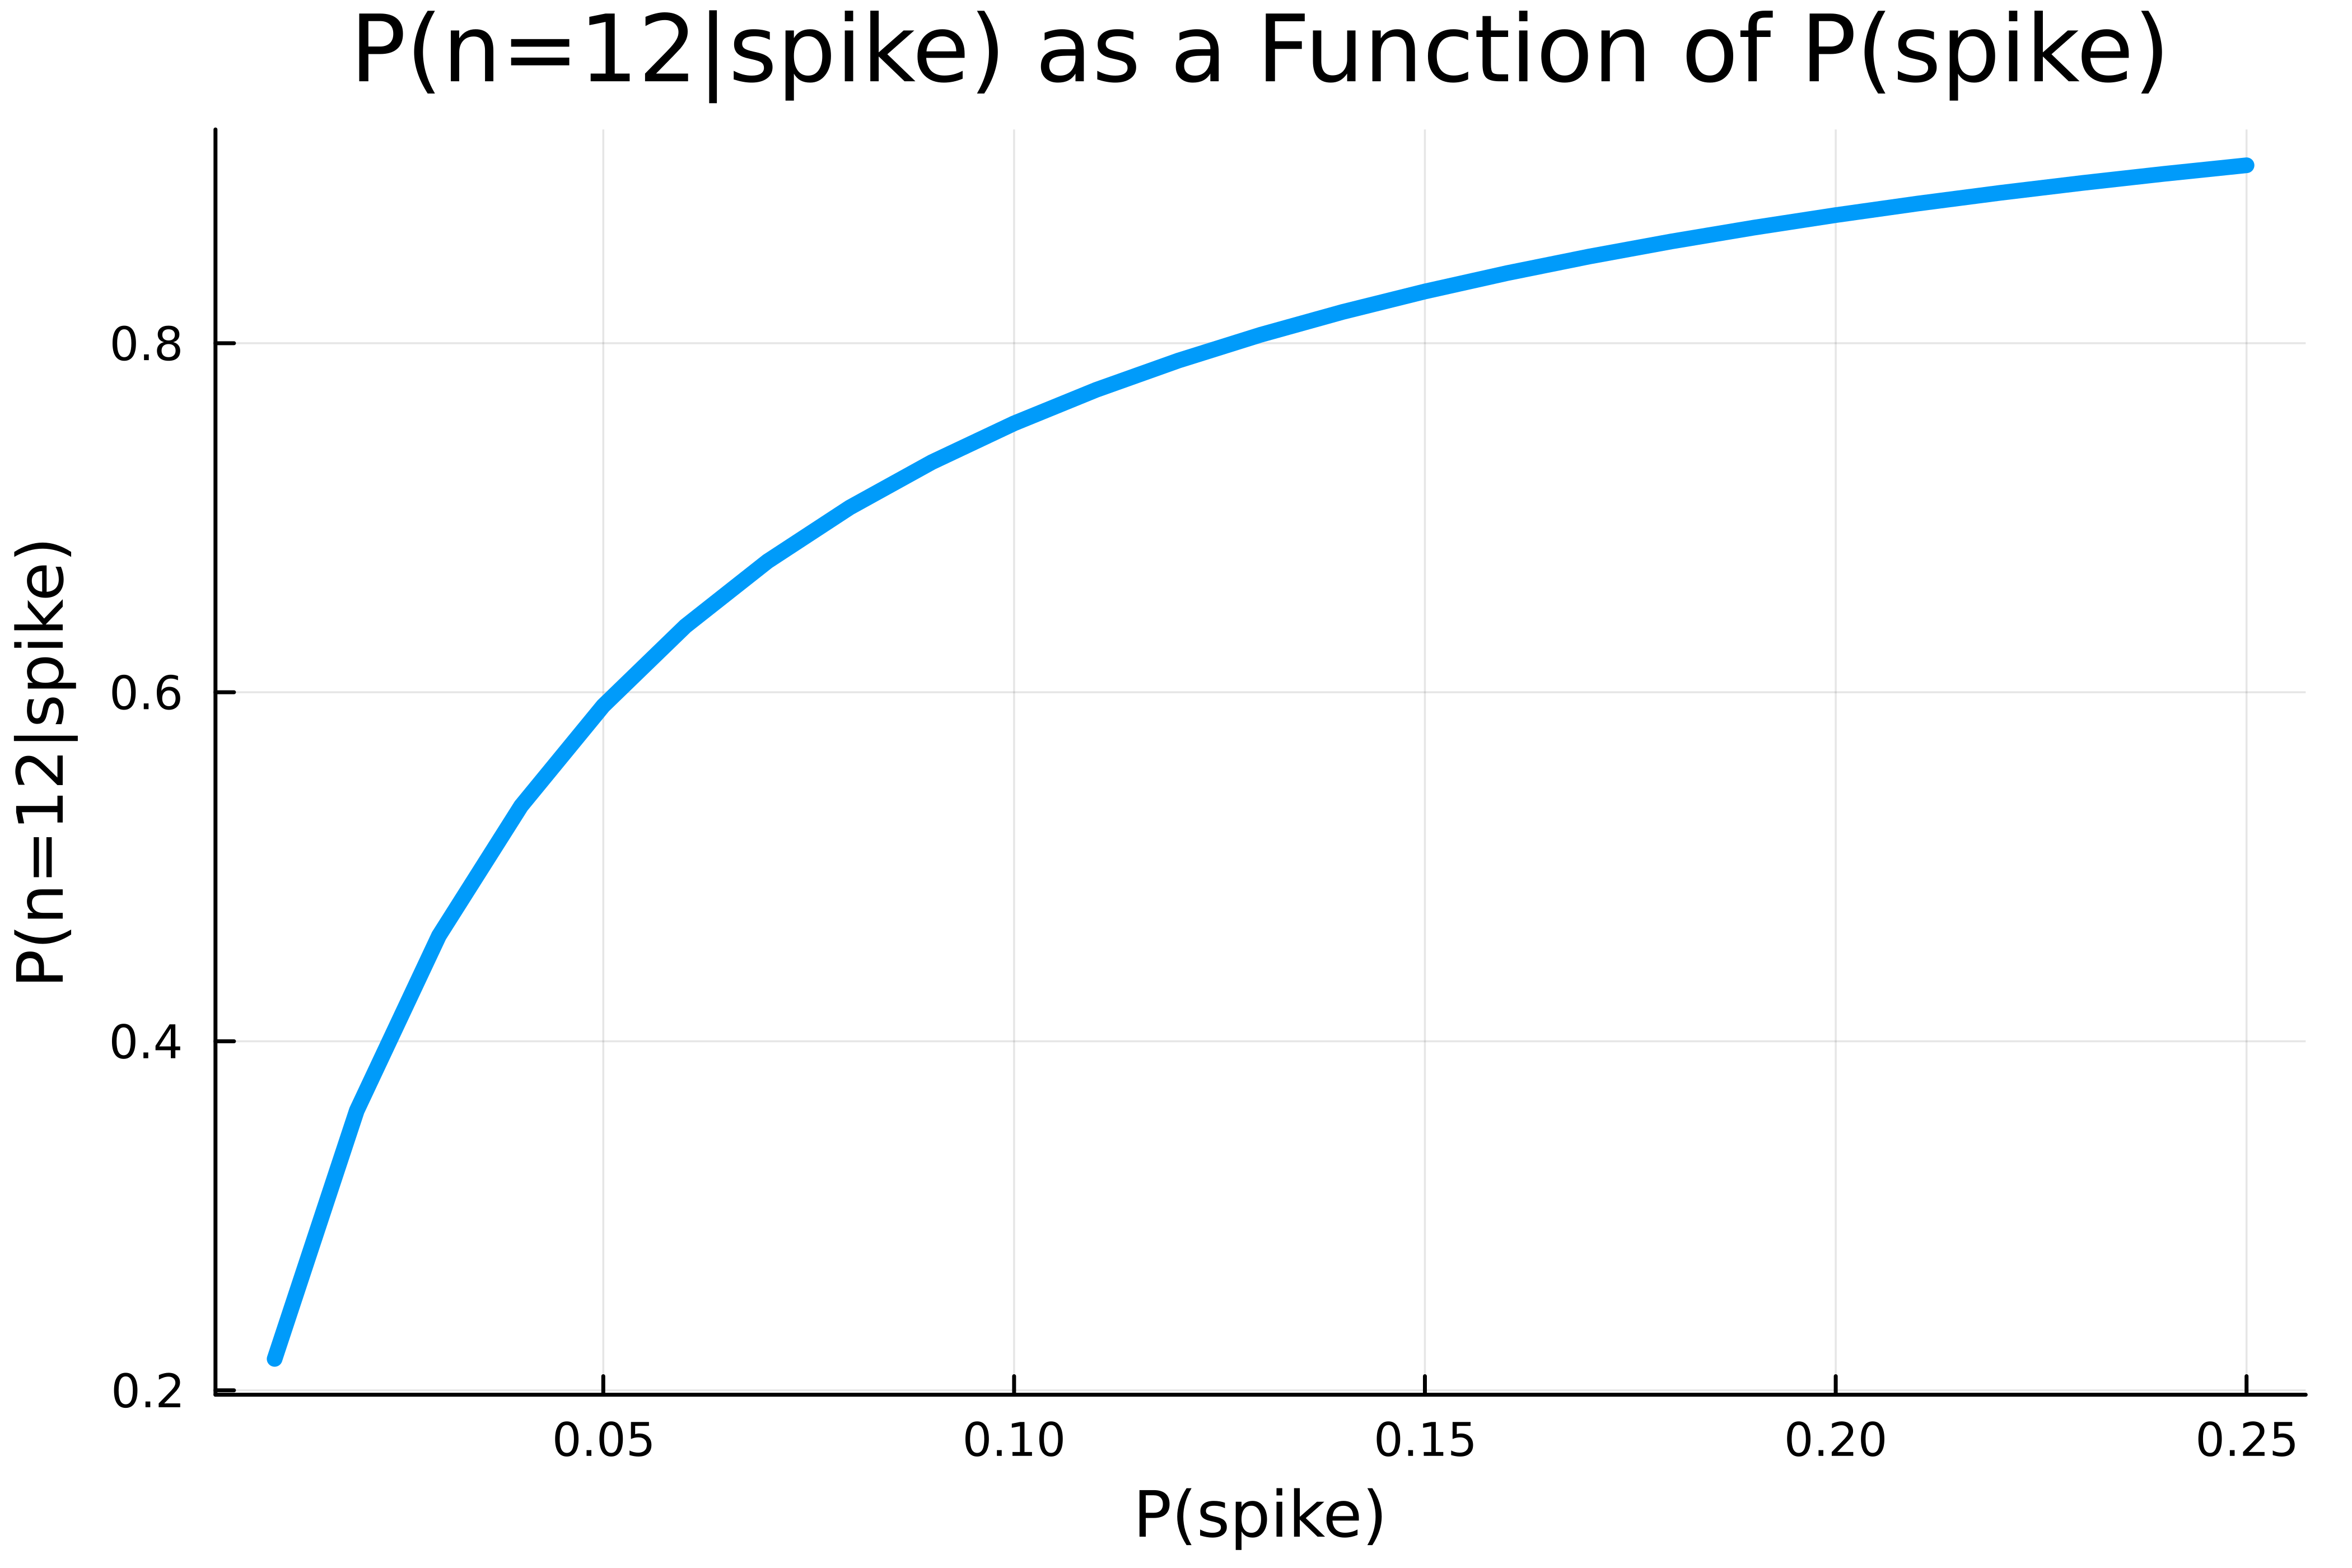 P(n=12|spike) as a Function of P(spike)
P(n=12|spike)
0.8
0.6
0.4
0.2
0.05 0.10 0.15 0.20 0.25
P(spike)